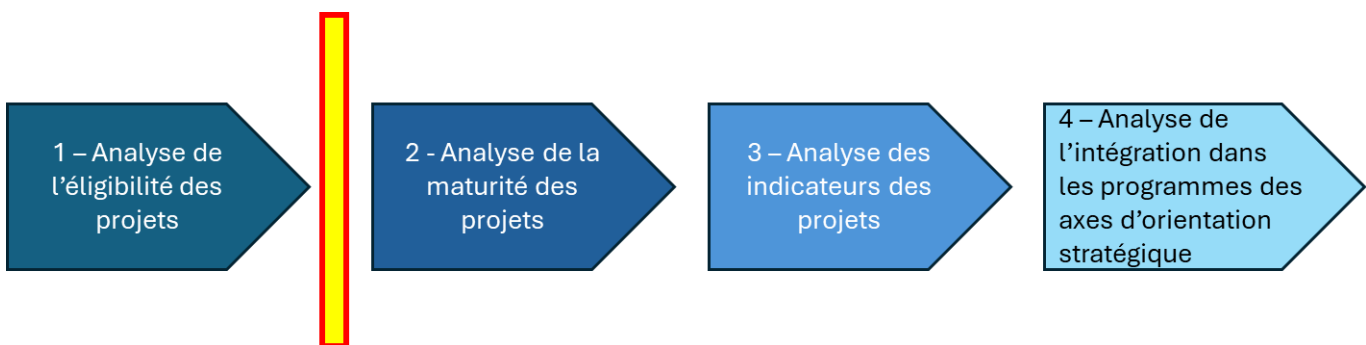 1 – Analyse de
l’éligibilité des
projets
2 - Analyse de la
maturité des
projets
3 – Analyse des
indicateurs des
projets
4 – Analyse de
l’intégration dans
les programmes des
axes d’orientation
stratégique